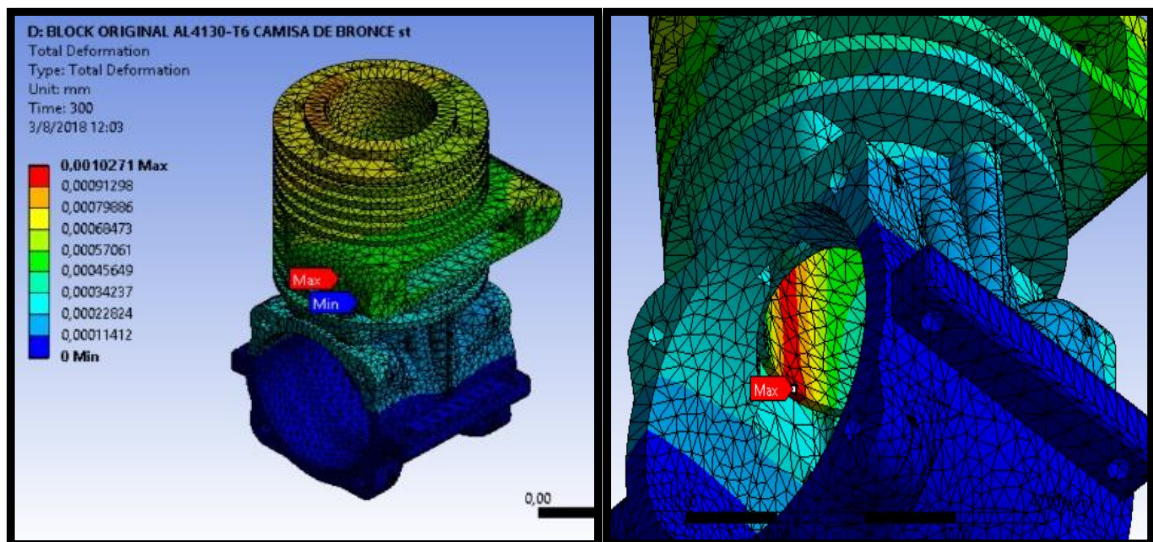 D: BLOCK ORIGINAL AL4130-T6 CAMISA DE BRONCE st
Total Deformation
Type: Total Deformation
Unit: mm
Time: 300
3/8/2018 12:03
0,0010271 Max
0,00091298
0,00079886
0,00068473
0,00057061
0,00045649
0,00034237
0,00022824
0,00011412
0 Min
Max
Min
0,00
Max